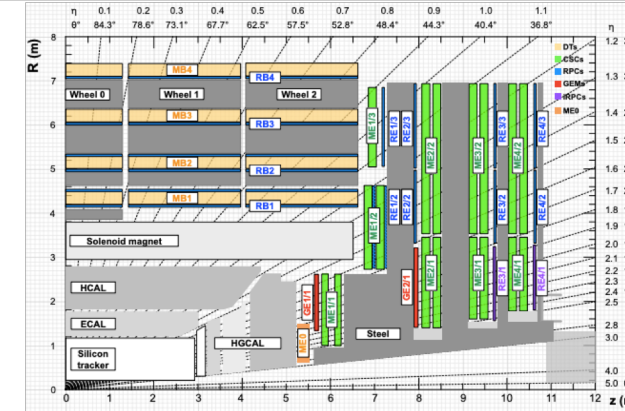 η 0.1 0.2 0.3 0.4 0.5 0.6 0.7 0.8 0.9 1.0 1.1
θ° 84.3° 78.6° 73.1° 67.7° 62.5° 57.5° 52.8° 48.4° 44.3° 40.4° 36.8° η
R (m)
8
7
6
5
4
3
2
1
0
MB4
RB4
Wheel 0 Wheel 1 Wheel 2
MB3
RB3
MB2
RB2
MB1
RB1
Solenoid magnet
HCAL
ECAL
Silicon
tracker
HGCAL
Steel
ME0
GE1/1
ME1/1
ME1/2
ME1/3
RE1/3
RE2/3
RE1/2
RE2/2
GE2/1
ME2/2
ME2/1
ME3/2
ME3/1
RE3/3
RE3/2
RE3/1
ME4/2
ME4/1
RE4/3
RE4/2
RE4/1
DTs
CSCs
RPCs
GEMs
iRPCs
ME0
1.2
1.3
1.4
1.5
1.6
1.7
1.8
1.9
2.0
2.1
2.2
2.3
2.4
2.5
2.8
3.0
4.0
5.0
0 1 2 3 4 5 6 7 8 9 10 11 12 z